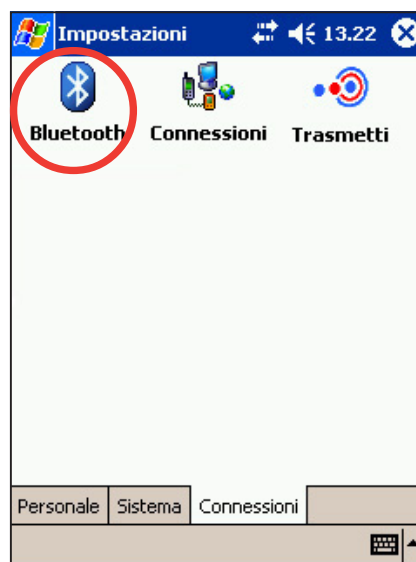 Impostazioni 13.22
Bluetooth Connessioni Trasmetti
Personale Sistema Connessioni